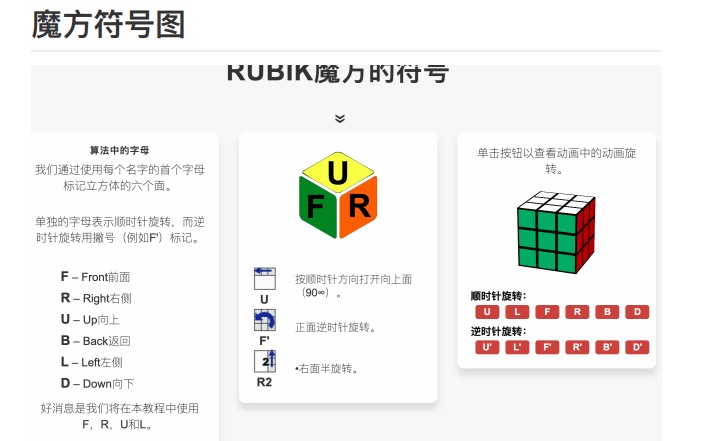 魔方符号图
RUBIK魔方的符号
算法中的字母
我们通过使用每个名字的首个字母
标记立方体的六个面。
单独的字母表示顺时针旋转，而逆
时针旋转用撇号（例如F'）标记。
F – Front前面
R – Right右侧
U – Up向上
B – Back返回
L – Left左侧
D – Down向下
好消息是我们将在本教程中使用
F，R，U和L。
U
F R
U
按顺时针方向打开向上面
（90∞）。
F'
正面逆时针旋转。
2
R2
•右面半旋转。
单击按钮以查看动画中的动画旋
转。
顺时针旋转：
U L F R B D
逆时针旋转：
U' L' F' R' B' D'